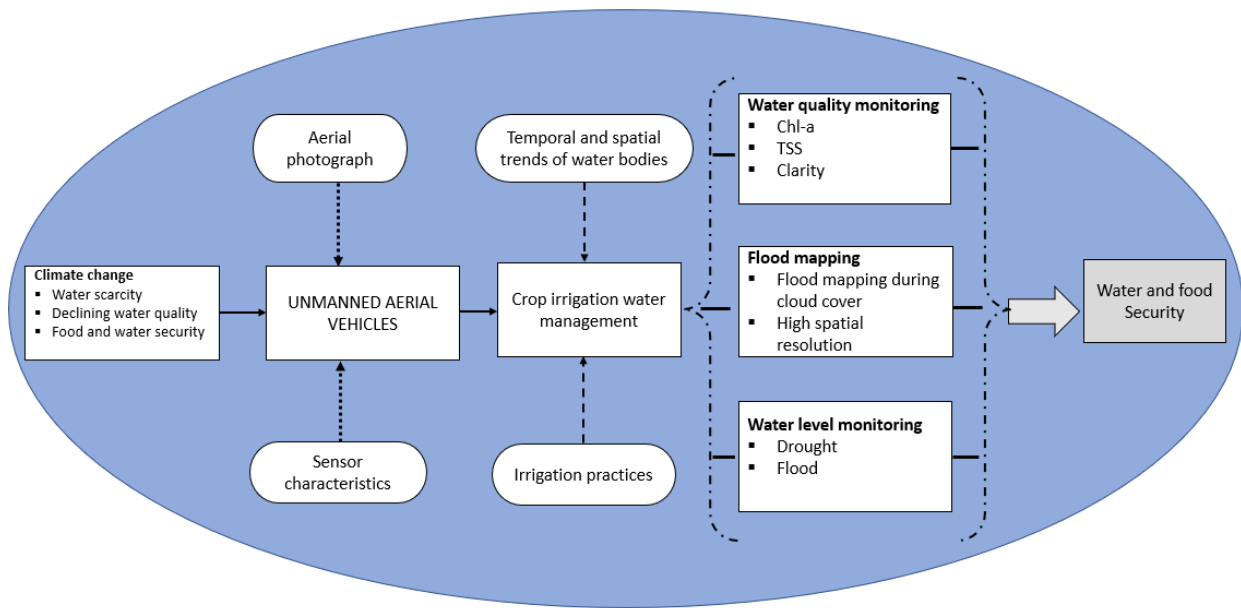 Aerial
photograph
Temporal and spatial
trends of water bodies
Water quality monitoring
▪ Chl-a
▪ TSS
▪ Clarity
Climate change
▪ Water scarcity
▪ Declining water quality
▪ Food and water security
UNMANNED AERIAL
VEHICLES
Crop irrigation water
management
Flood mapping
▪ Flood mapping during
cloud cover
▪ High spatial
resolution
Water and food
Security
Sensor
characteristics
Irrigation practices
Water level monitoring
▪ Drought
▪ Flood